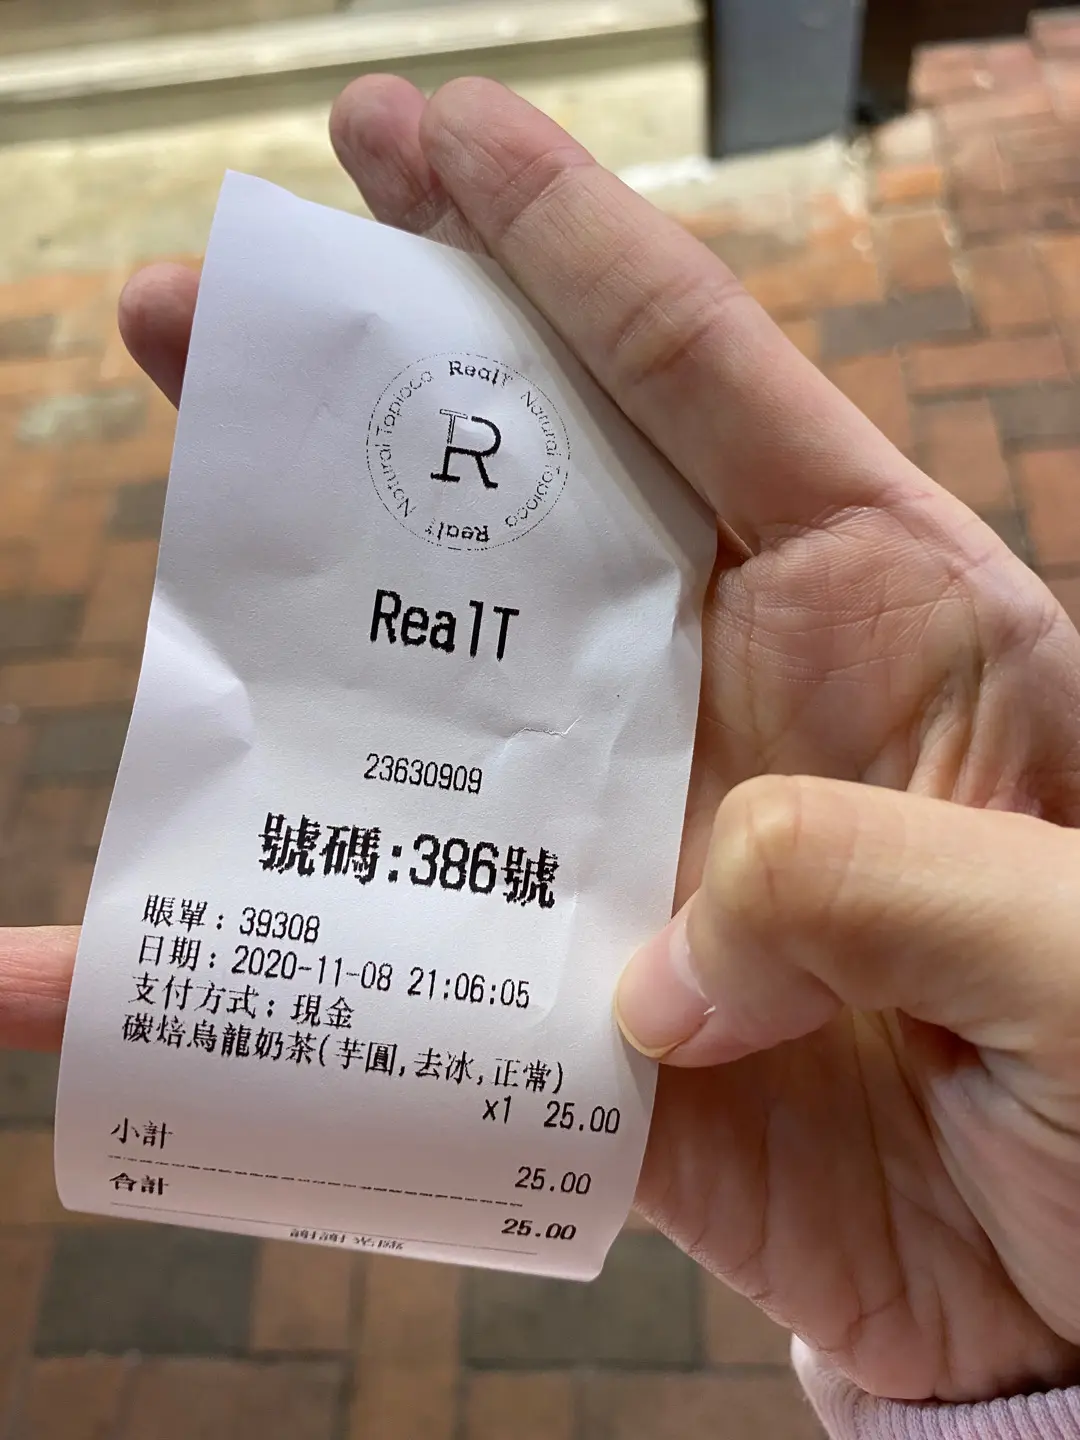 RealT Natural Tapioca RealT Natural Tapioca
R
RealT
23630909
號碼:386號
賬單: 39308
日期: 2020-11-08 21:06:05
支付方式: 現金
碳焙烏龍奶茶(芋圓,去冰,正常)
x1 25.00
小計
25.00
合計
25.00